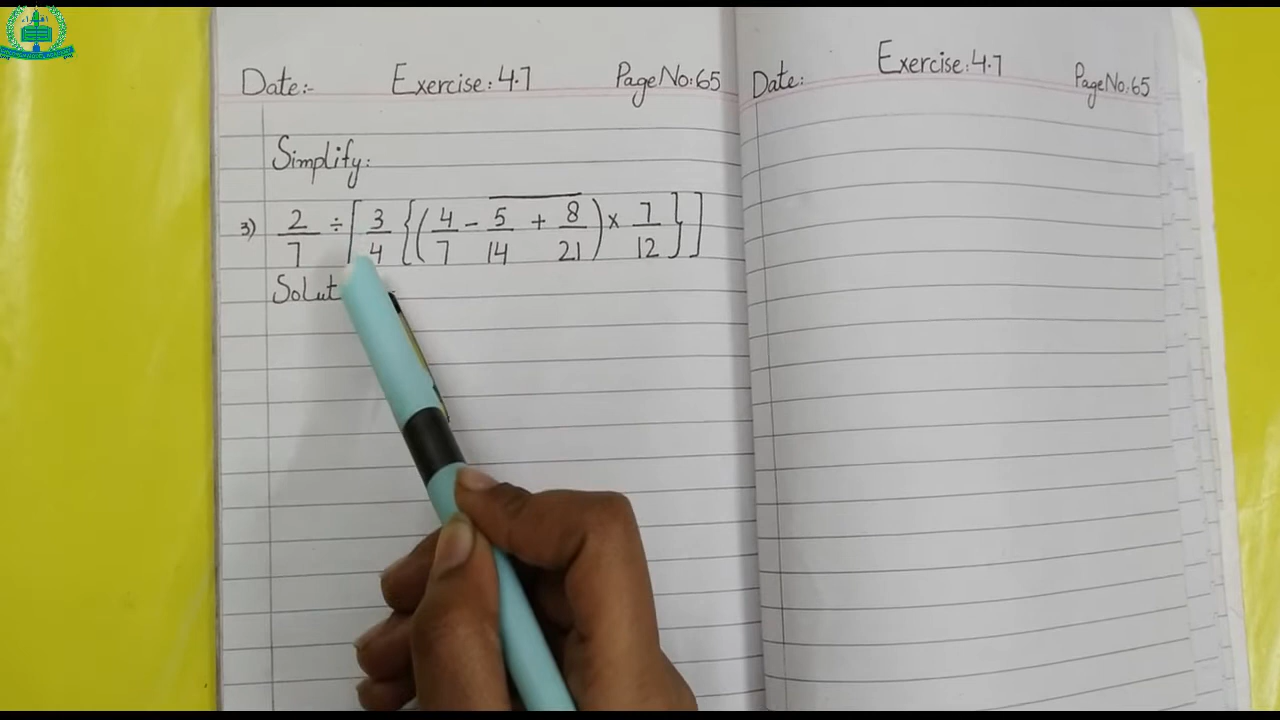 Date:- Exercise: 4.7 Page No: 65
Simplify:
3) 2/7 ÷ [3/4 {(4/7 - 5/14 + 8/21) × 7/12}]
Solut
Date: Exercise: 4.7 Page No: 65